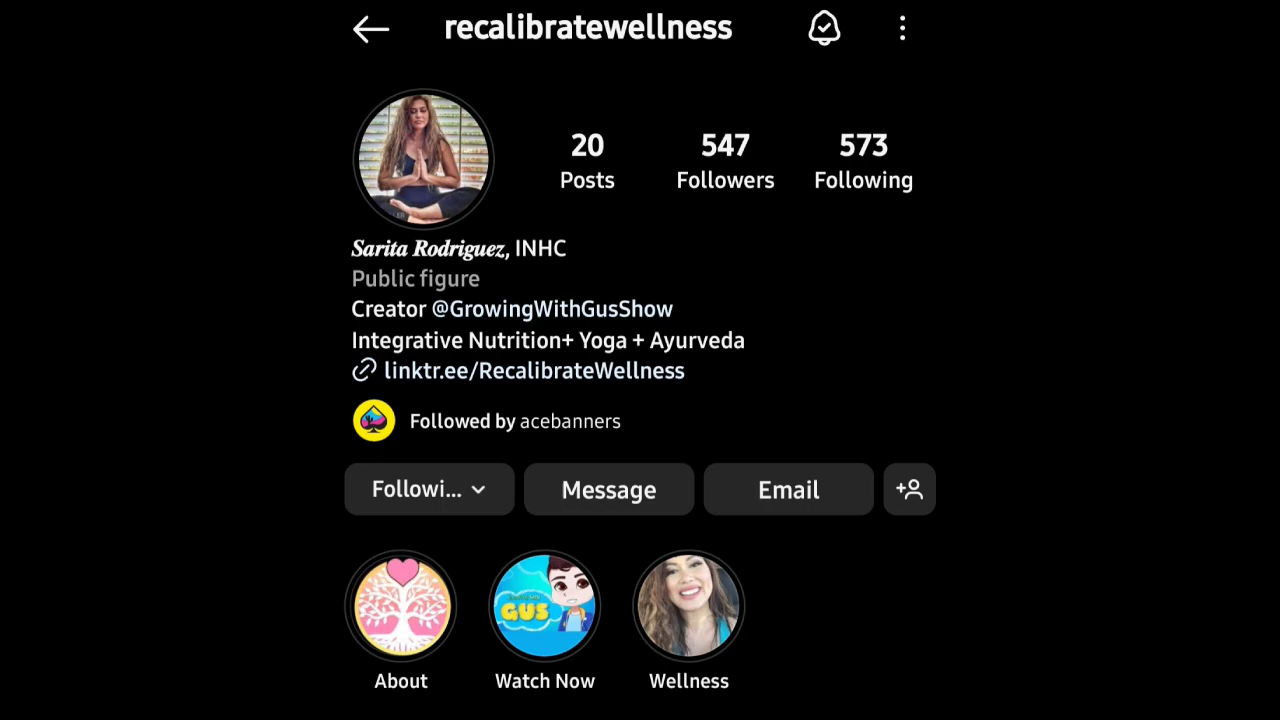 recalibratewellness
20
Posts
547
Followers
573
Following
Sarita Rodriguez, INHC
Public figure
Creator @GrowingWithGusShow
Integrative Nutrition+ Yoga + Ayurveda
linktr.ee/RecalibrateWellness
Followed by acebanners
Followi...
Message
Email
GUS
About
Watch Now
Wellness